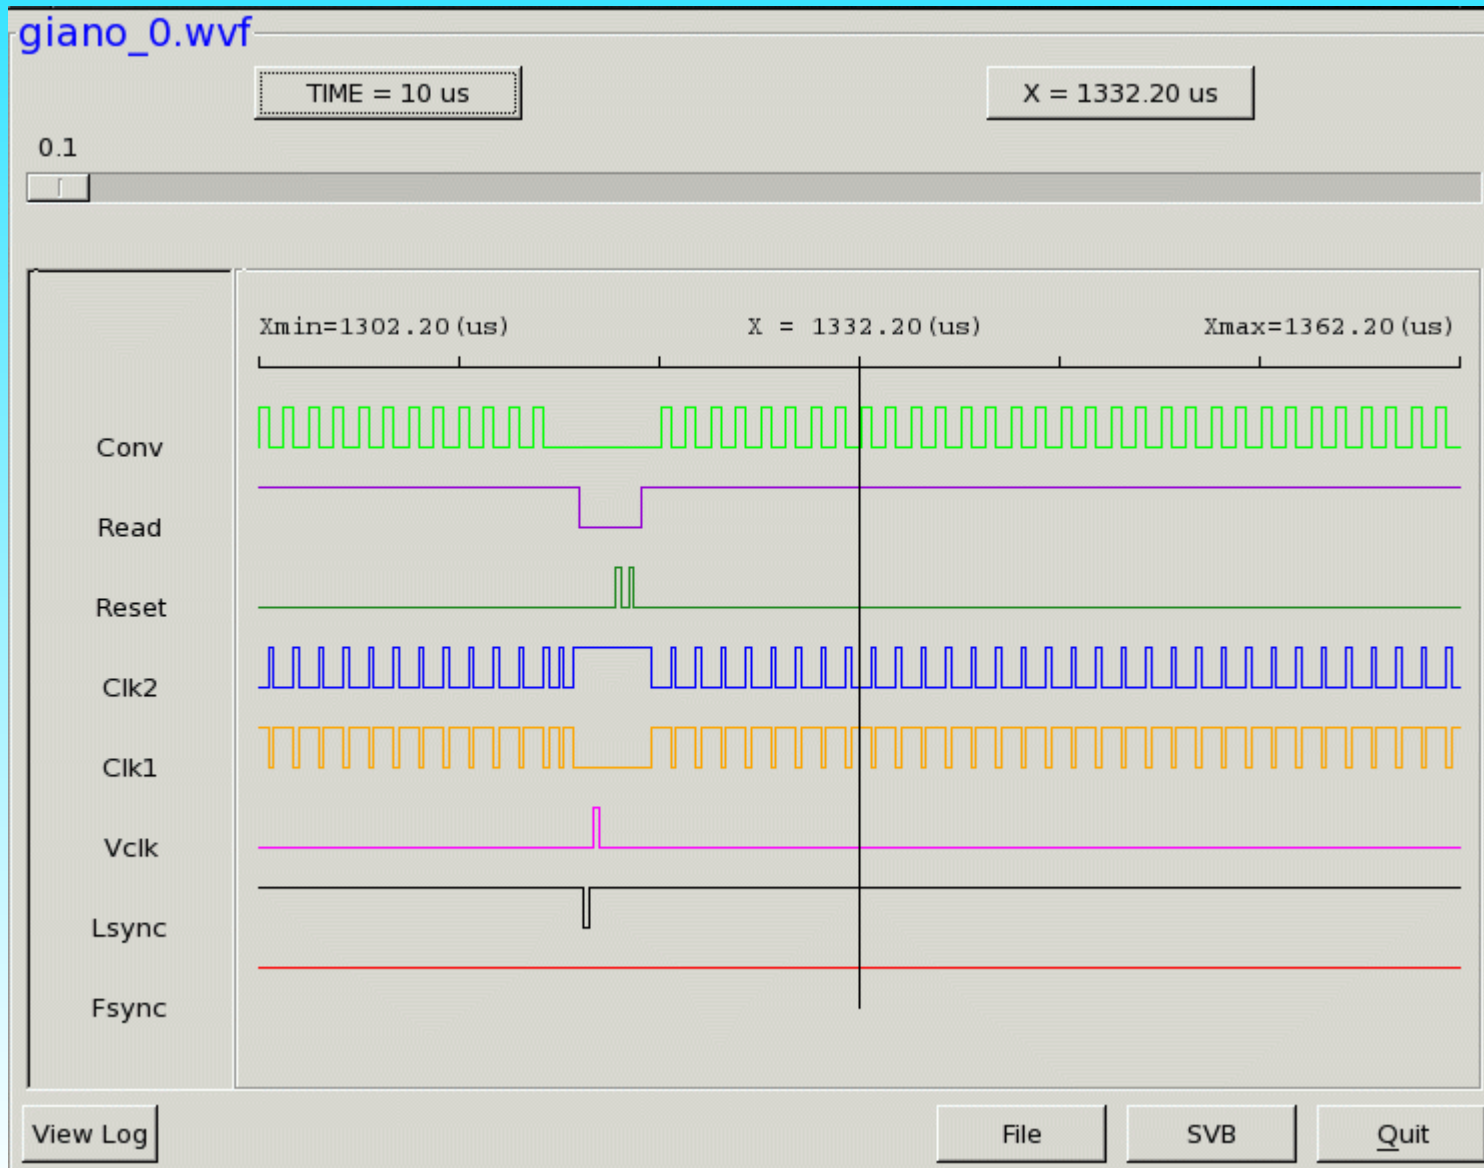 giano_0.wvf
TIME = 10 us
X = 1332.20 us
0.1
Xmin=1302.20(us)
X = 1332.20(us)
Xmax=1362.20(us)
Conv
Read
Reset
Clk2
Clk1
Vclk
Lsync
Fsync
View Log
File
SVB
Quit